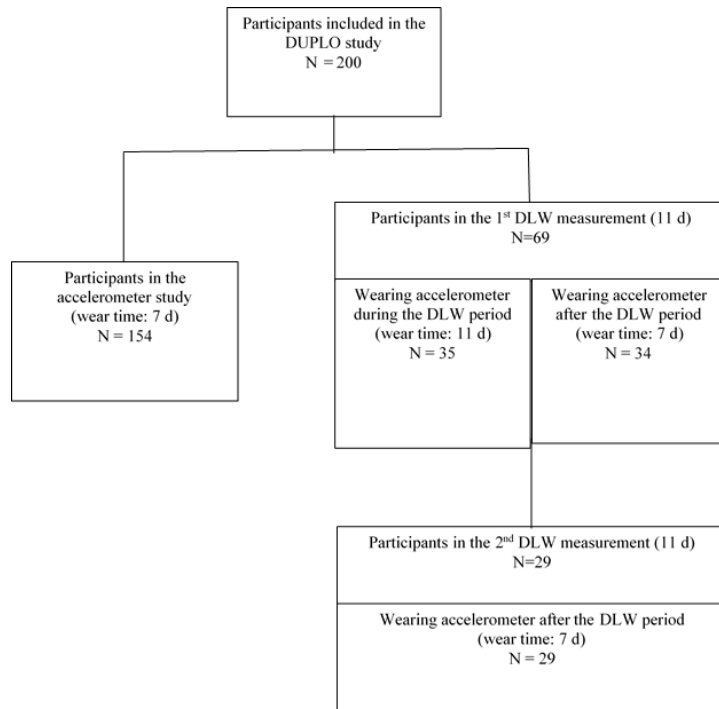 Participants included in the
DUPLO study
N = 200
Participants in the
accelerometer study
(wear time: 7 d)
N = 154
Participants in the 1st DLW measurement (11 d)
N=69
Wearing accelerometer
during the DLW period
(wear time: 11 d)
N = 35
Wearing accelerometer
after the DLW period
(wear time: 7 d)
N = 34
Participants in the 2nd DLW measurement (11 d)
N=29
Wearing accelerometer after the DLW period
(wear time: 7 d)
N = 29